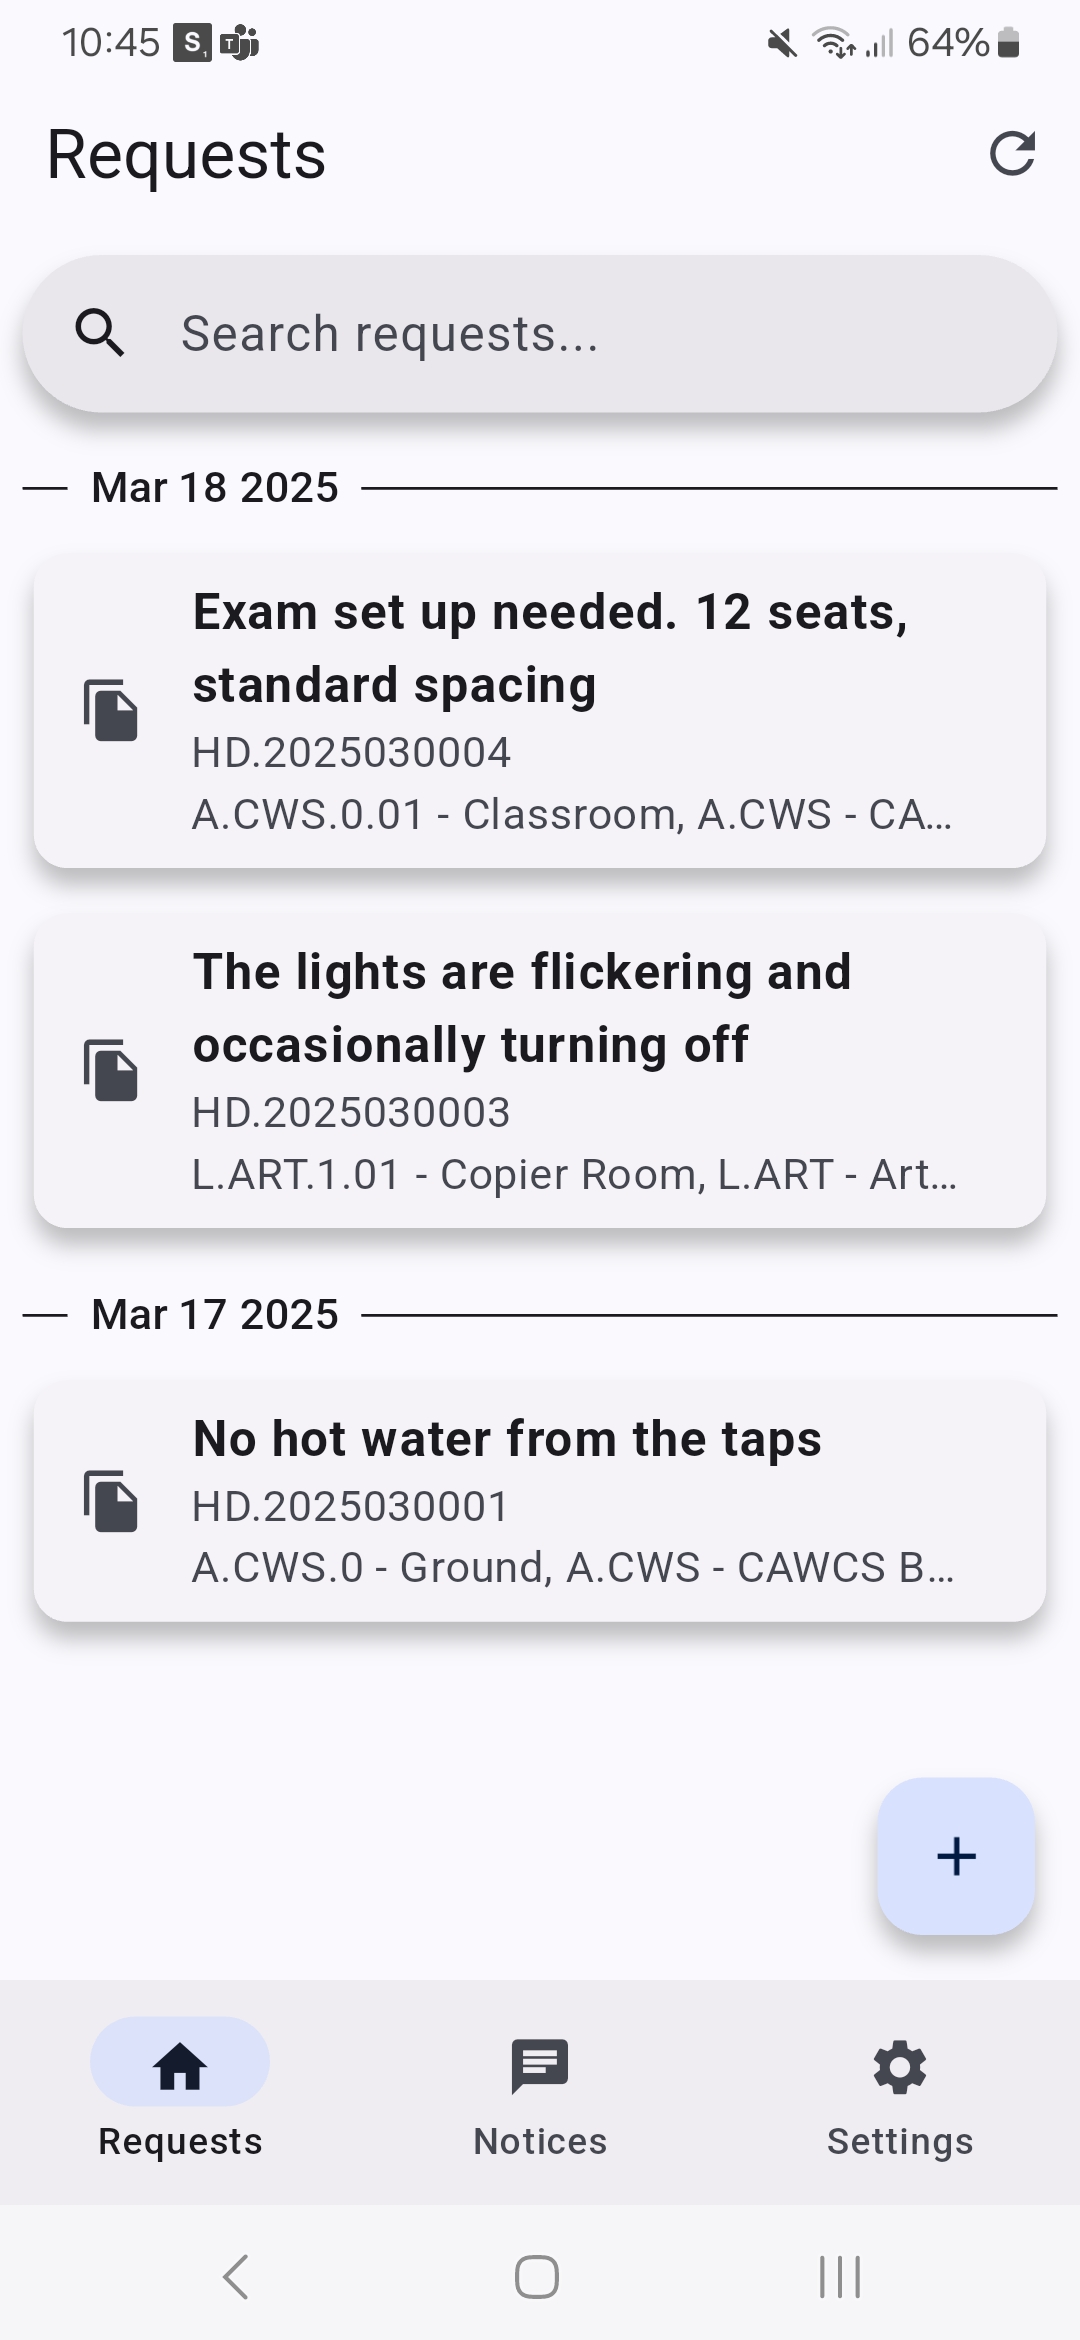 10:45 S 1 T 64%
Requests
Search requests...
Mar 18 2025
Exam set up needed. 12 seats,
standard spacing
HD.2025030004
A.CWS.0.01 - Classroom, A.CWS - CA...
The lights are flickering and
occasionally turning off
HD.2025030003
L.ART.1.01 - Copier Room, L.ART - Art...
Mar 17 2025
No hot water from the taps
HD.2025030001
A.CWS.0 - Ground, A.CWS - CAWCS B...
Requests Notices Settings